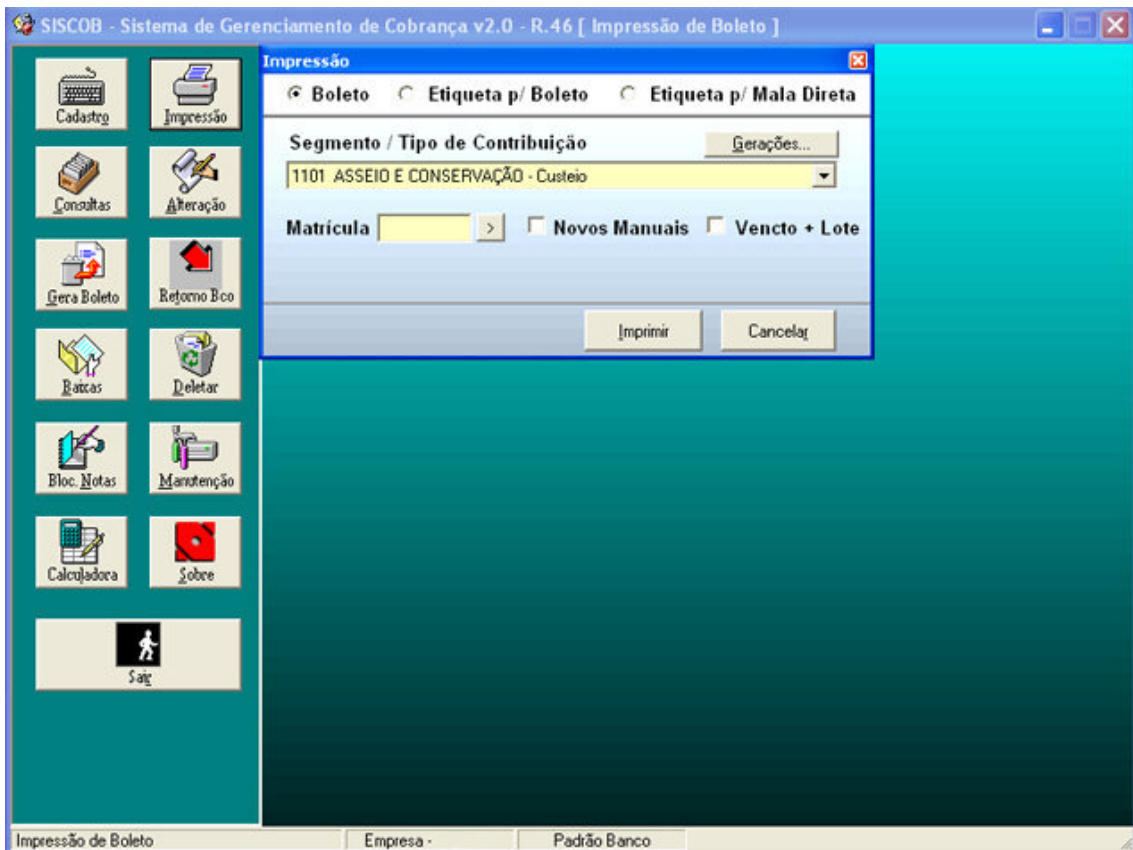 SISCOB - Sistema de Gerenciamento de Cobrança v2.0 - R.46 [ Impressão de Boleto ]
Cadastro
Impressão
Consultas
Alteração
Gera Boleto
Retorno Bco
Baixas
Deletar
Bloc. Notas
Manutenção
Calculadora
Sobre
Sair
Impressão
Boleto Etiqueta p/ Boleto Etiqueta p/ Mala Direta
Segmento / Tipo de Contribuição Gerações...
1101 ASSEIO E CONSERVAÇÃO - Custeio
Matrícula > Novos Manuais Vencto + Lote
Imprimir Cancelar
Impressão de Boleto Empresa - Padrão Banco